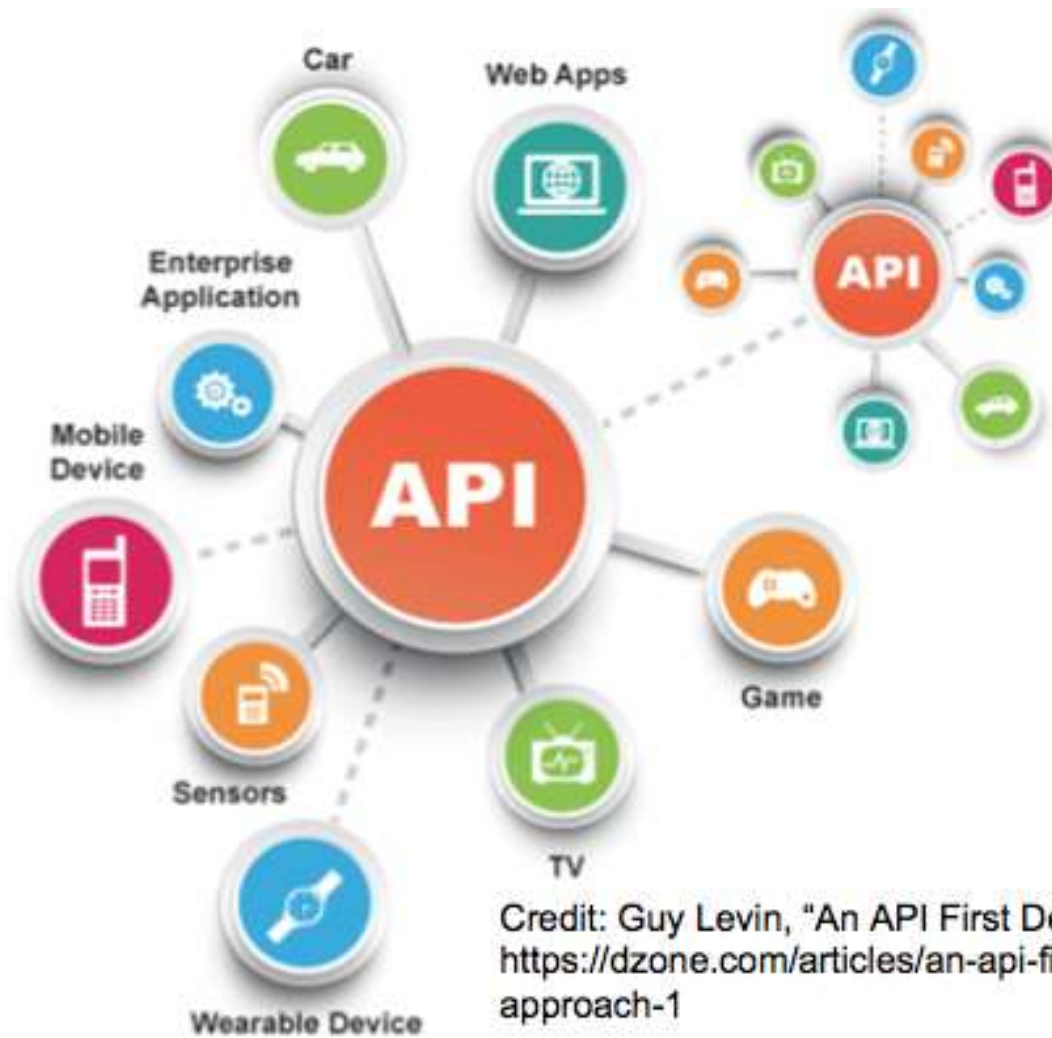 Car
Web Apps
Enterprise
Application
API
Mobile
Device
API
Game
Sensors
TV
Wearable Device
Credit: Guy Levin, “An API First
https://dzone.com/articles/an-api-fi
approach-1